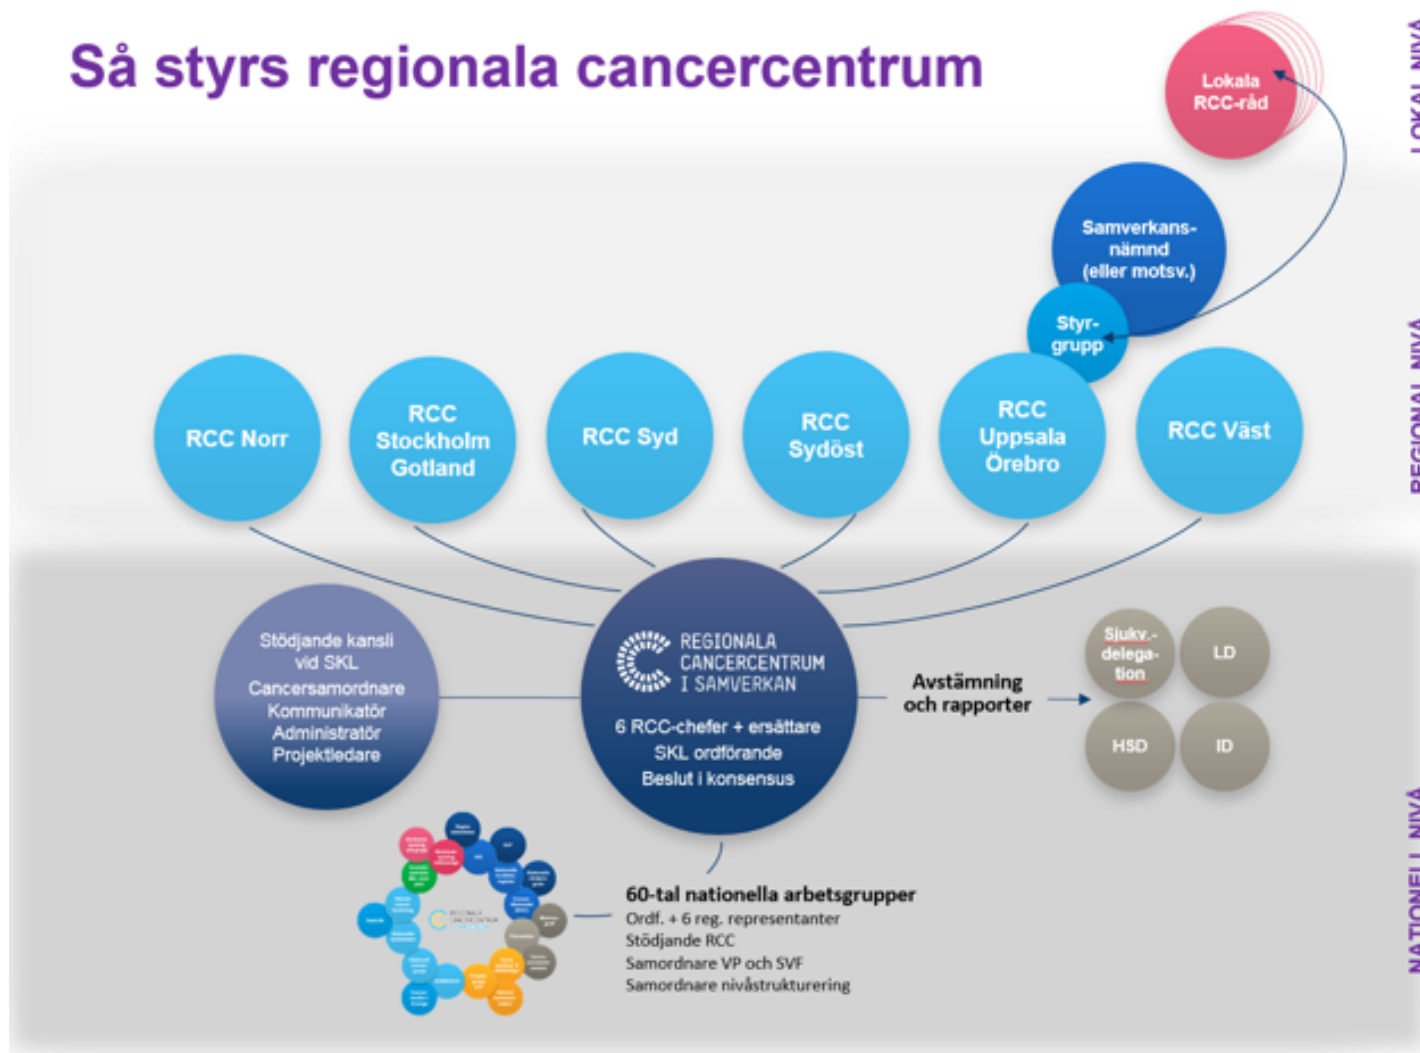 Så styrs regionala cancercentrum
LOKAL NIVÅ
Lokala
RCC-råd
Samverkans-
nämnd
(eller motsv.)
Styr-
grupp
REGIONAL NIVÅ
RCC Norr
RCC
Stockholm
Gotland
RCC Syd
RCC
Sydöst
RCC
Uppsala
Örebro
RCC Väst
Stödjande kansli
vid SKL
Cancersamordnare
Kommunikatör
Administratör
Projektledare
REGIONALA
CANCERCENTRUM
I SAMVERKAN
6 RCC-chefer + ersättare
SKL ordförande
Beslut i konsensus
Avstämning
och rapporter
Sjukv.-
delega-
tion
LD
HSD
ID
NATIONELL NIVÅ
60-tal nationella arbetsgrupper
Ordf. + 6 reg. representanter
Stödjande RCC
Samordnare VP och SVF
Samordnare nivåstrukturering
REGIONALA
CANCERCENTRUM